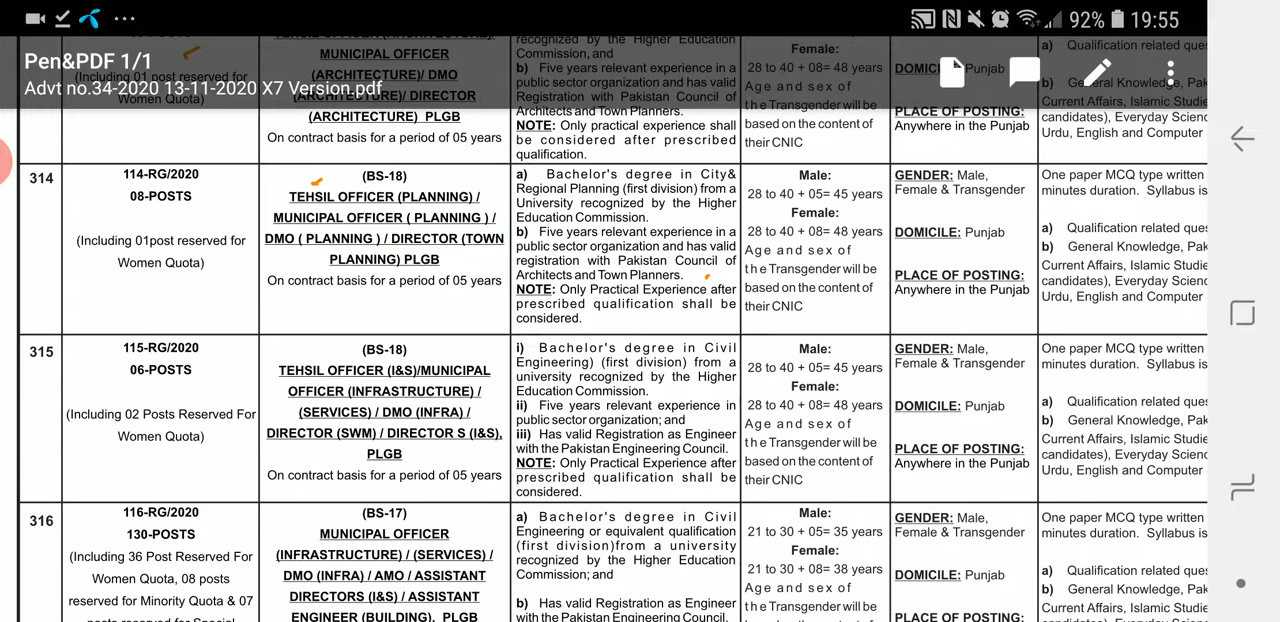 92% 19:55
Pen&PDF 1/1
Advt no.34-2020 13-11-2020 X7 Version.pdf
(Including 01 post reserved for
Women Quota)
MUNICIPAL OFFICER
(ARCHITECTURE)/ DMO
(ARCHITECTURE)/ DIRECTOR
(ARCHITECTURE) PLGB
On contract basis for a period of 05 years
recognized by the Higher Education
Commission, and
b) Five years relevant experience in a
public sector organization and has valid
Registration with Pakistan Council of
Architects and Town Planners.
NOTE: Only practical experience shall
be considered after prescribed
qualification.
Female:
28 to 40 + 08= 48 years
Age and sex of
the Transgender will be
based on the content of
their CNIC
DOMICILE: Punjab
PLACE OF POSTING:
Anywhere in the Punjab
a) Qualification related ques
b) General Knowledge, Pak
Current Affairs, Islamic Studie
candidates), Everyday Scienc
Urdu, English and Computer
314
114-RG/2020
08-POSTS
(Including 01post reserved for
Women Quota)
(BS-18)
TEHSIL OFFICER (PLANNING) /
MUNICIPAL OFFICER ( PLANNING ) /
DMO ( PLANNING ) / DIRECTOR (TOWN
PLANNING) PLGB
On contract basis for a period of 05 years
a) Bachelor's degree in City&
Regional Planning (first division) from a
University recognized by the Higher
Education Commission.
b) Five years relevant experience in a
public sector organization and has valid
registration with Pakistan Council of
Architects and Town Planners.
NOTE: Only Practical Experience after
prescribed qualification shall be
considered.
Male:
28 to 40 + 05= 45 years
Female:
28 to 40 + 08= 48 years
Age and sex of
the Transgender will be
based on the content of
their CNIC
GENDER: Male,
Female & Transgender
DOMICILE: Punjab
PLACE OF POSTING:
Anywhere in the Punjab
One paper MCQ type written
minutes duration. Syllabus is
a) Qualification related ques
b) General Knowledge, Pak
Current Affairs, Islamic Studie
candidates), Everyday Scienc
Urdu, English and Computer
315
115-RG/2020
06-POSTS
(Including 02 Posts Reserved For
Women Quota)
(BS-18)
TEHSIL OFFICER (I&S)/MUNICIPAL
OFFICER (INFRASTRUCTURE) /
(SERVICES) / DMO (INFRA) /
DIRECTOR (SWM) / DIRECTOR S (I&S),
PLGB
On contract basis for a period of 05 years
i) Bachelor's degree in Civil
Engineering) (first division) from a
university recognized by the Higher
Education Commission.
ii) Five years relevant experience in
public sector organization; and
iii) Has valid Registration as Engineer
with the Pakistan Engineering Council.
NOTE: Only Practical Experience after
prescribed qualification shall be
considered.
Male:
28 to 40 + 05= 45 years
Female:
28 to 40 + 08= 48 years
Age and sex of
the Transgender will be
based on the content of
their CNIC
GENDER: Male,
Female & Transgender
DOMICILE: Punjab
PLACE OF POSTING:
Anywhere in the Punjab
One paper MCQ type written
minutes duration. Syllabus is
a) Qualification related ques
b) General Knowledge, Pak
Current Affairs, Islamic Studie
candidates), Everyday Scienc
Urdu, English and Computer
316
116-RG/2020
130-POSTS
(Including 36 Post Reserved For
Women Quota, 08 posts
reserved for Minority Quota & 07
posts reserved for Special
(BS-17)
MUNICIPAL OFFICER
(INFRASTRUCTURE) / (SERVICES) /
DMO (INFRA) / AMO / ASSISTANT
DIRECTORS (I&S) / ASSISTANT
ENGINEER (BUILDING), PLGB
a) Bachelor's degree in Civil
Engineering or equivalent qualification
(first division)from a university
recognized by the Higher Education
Commission; and
b) Has valid Registration as Engineer
with the Pakistan Engineering Council.
Male:
21 to 30 + 05= 35 years
Female:
21 to 30 + 08= 38 years
Age and sex of
the Transgender will be
based on the content of
GENDER: Male,
Female & Transgender
DOMICILE: Punjab
PLACE OF POSTING:
One paper MCQ type written
minutes duration. Syllabus is
a) Qualification related ques
b) General Knowledge, Pak
Current Affairs, Islamic Studie